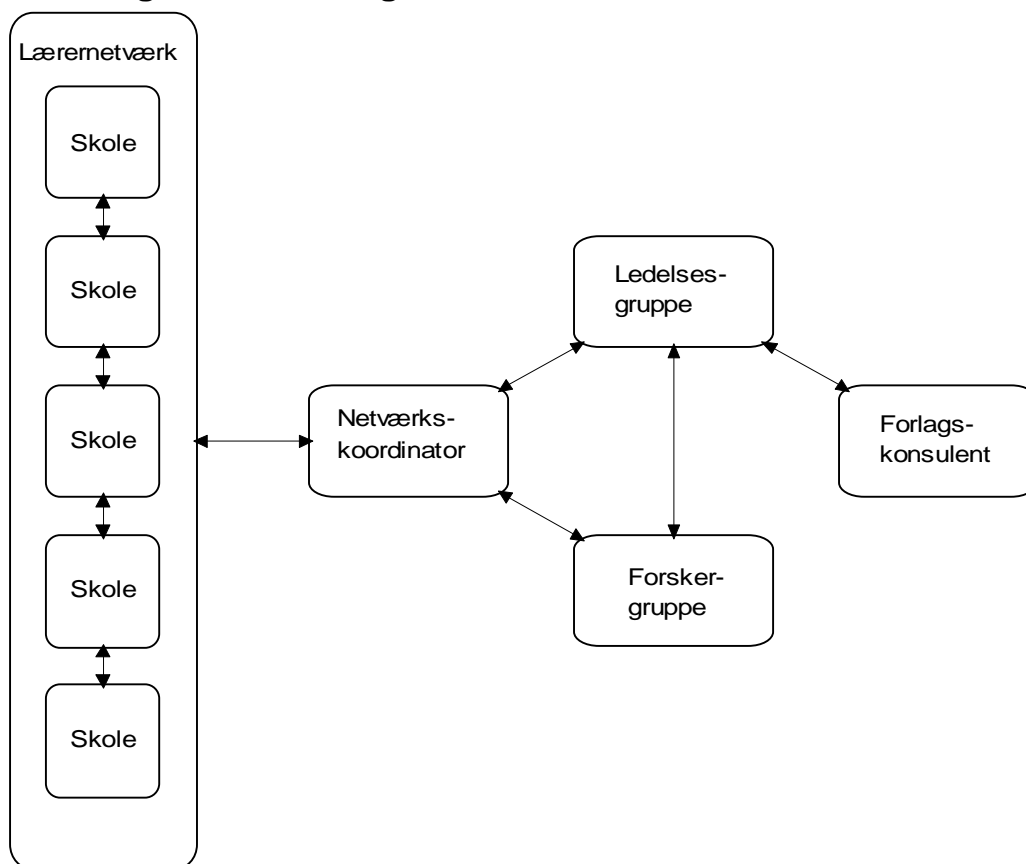 Lærernetværk
Skole
Skole
Skole
Skole
Skole
Netværks-
koordinator
Ledelses-
gruppe
Forsker-
gruppe
Forlags-
konsulent